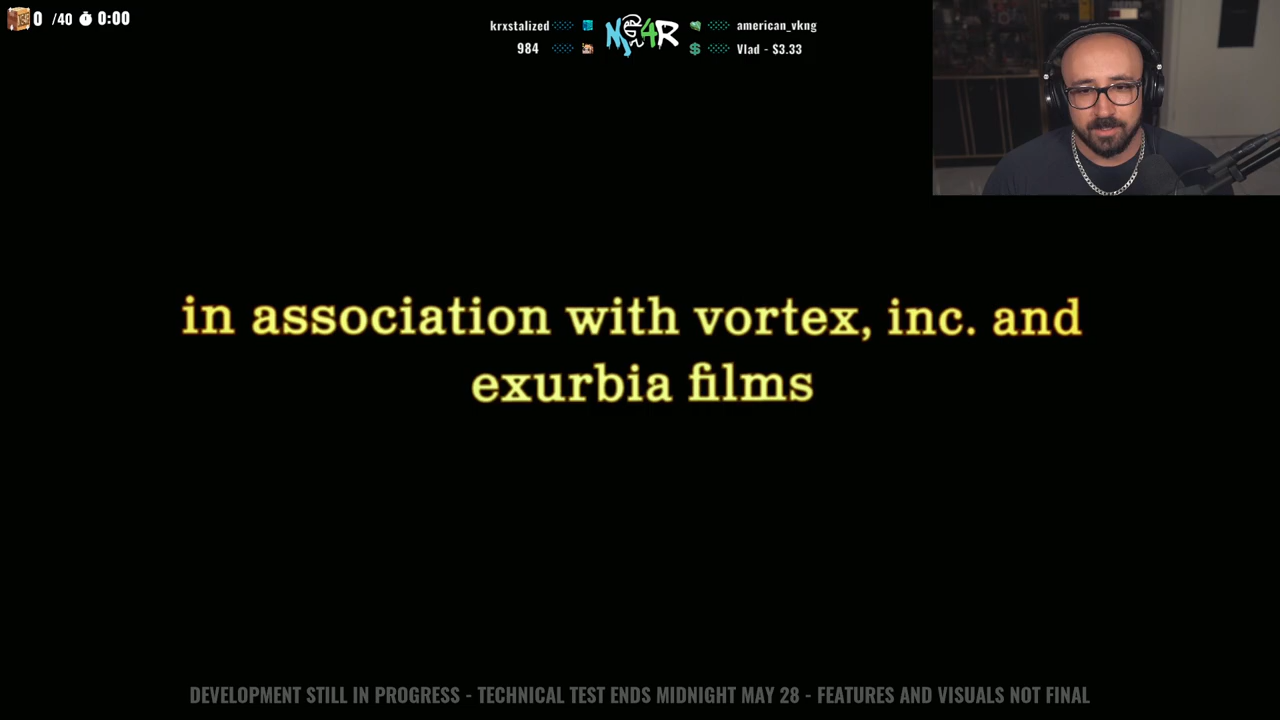 0 /40 0:00
krxstalized
984
american_vkng
Vlad - $3.33
in association with vortex, inc. and
exurbia films
DEVELOPMENT STILL IN PROGRESS - TECHNICAL TEST ENDS MIDNIGHT MAY 28 - FEATURES AND VISUALS NOT FINAL